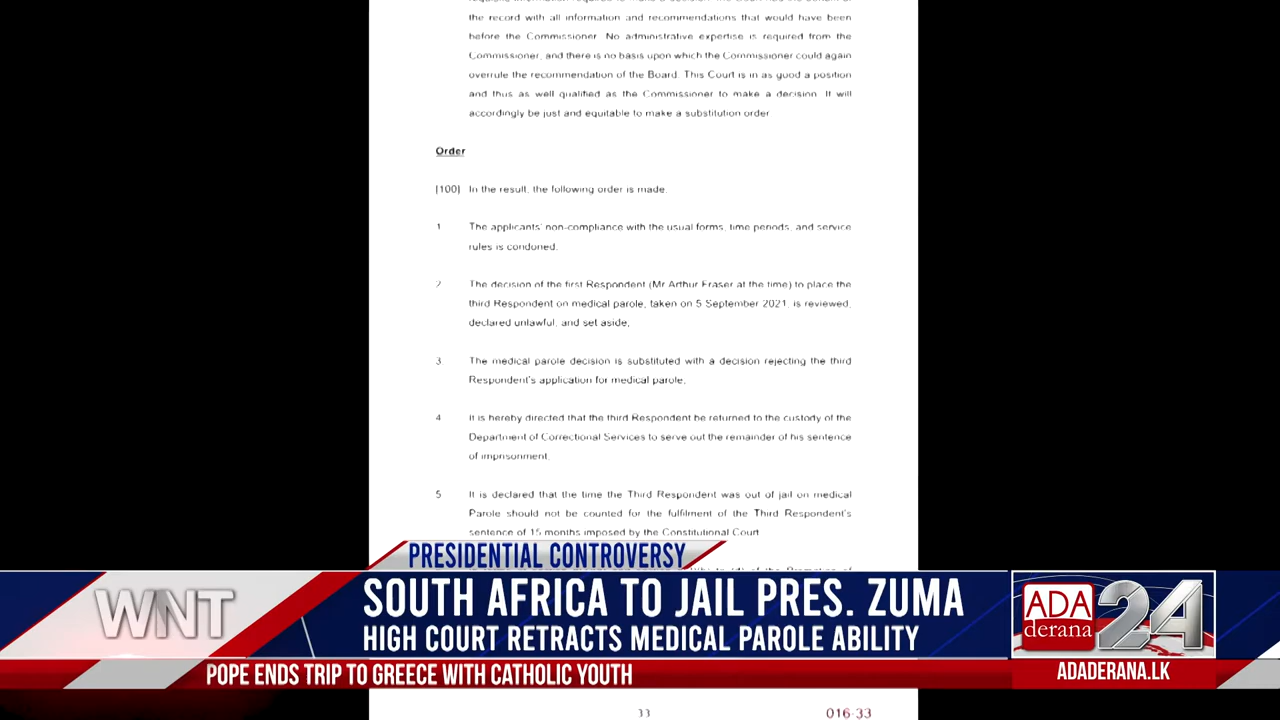 the record with all information and recommendations that would have been
before the Commissioner. No administrative expertise is required from the
Commissioner, and there is no basis upon which the Commissioner could again
overrule the recommendation of the Board. This Court is in as good a position
and thus as well qualified as the Commissioner to make a decision. It will
accordingly be just and equitable to make a substitution order.
Order
[100] In the result, the following order is made:
1 The applicants' non-compliance with the usual forms, time periods, and service
rules is condoned.
2 The decision of the first Respondent (Mr Arthur Fraser at the time) to place the
third Respondent on medical parole, taken on 5 September 2021, is reviewed,
declared unlawful, and set aside;
3 The medical parole decision is substituted with a decision rejecting the third
Respondent's application for medical parole;
4 It is hereby directed that the third Respondent be returned to the custody of the
Department of Correctional Services to serve out the remainder of his sentence
of imprisonment.
5 It is declared that the time the Third Respondent was out of jail on medical
Parole should not be counted for the fulfilment of the Third Respondent's
sentence of 15 months imposed by the Constitutional Court
PRESIDENTIAL CONTROVERSY
WNT
SOUTH AFRICA TO JAIL PRES. ZUMA
HIGH COURT RETRACTS MEDICAL PAROLE ABILITY
ADA
derana
24
POPE ENDS TRIP TO GREECE WITH CATHOLIC YOUTH
ADADERANA.LK
33
016-33